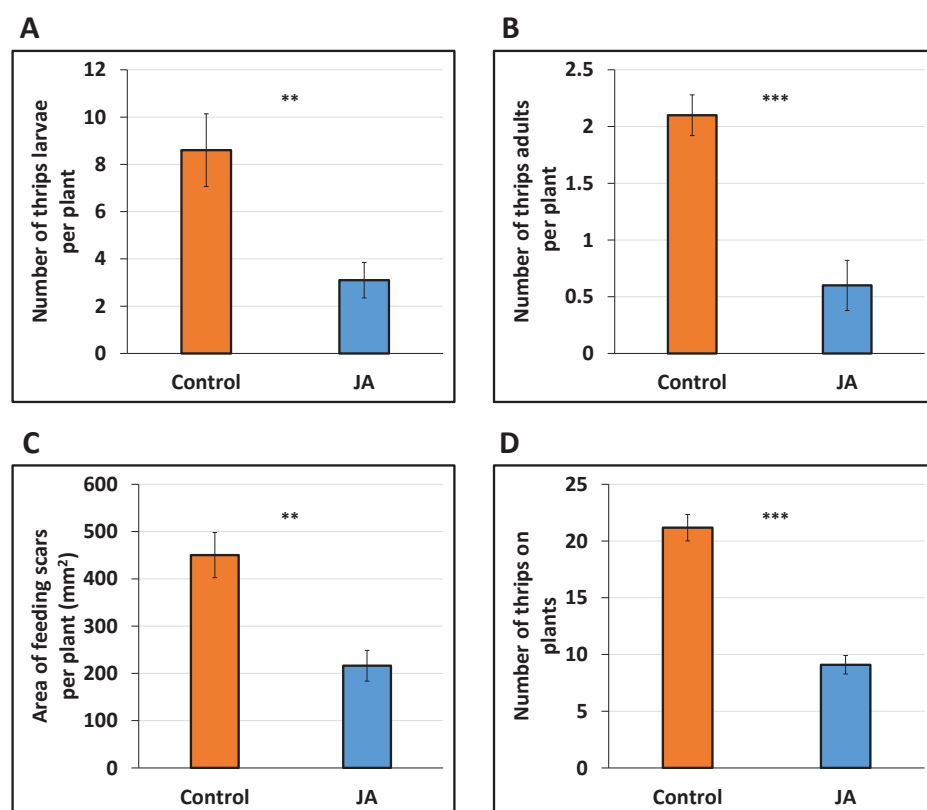 A
Number of thrips larvae
per plant
12
10
8
6
4
2
0
**
Control JA
B
Number of thrips adults
per plant
2.5
2
1.5
1
0.5
0
***
Control JA
C
Area of feeding scars
per plant (mm²)
600
500
400
300
200
100
0
**
Control JA
D
Number of thrips on
plants
25
20
15
10
5
0
***
Control JA